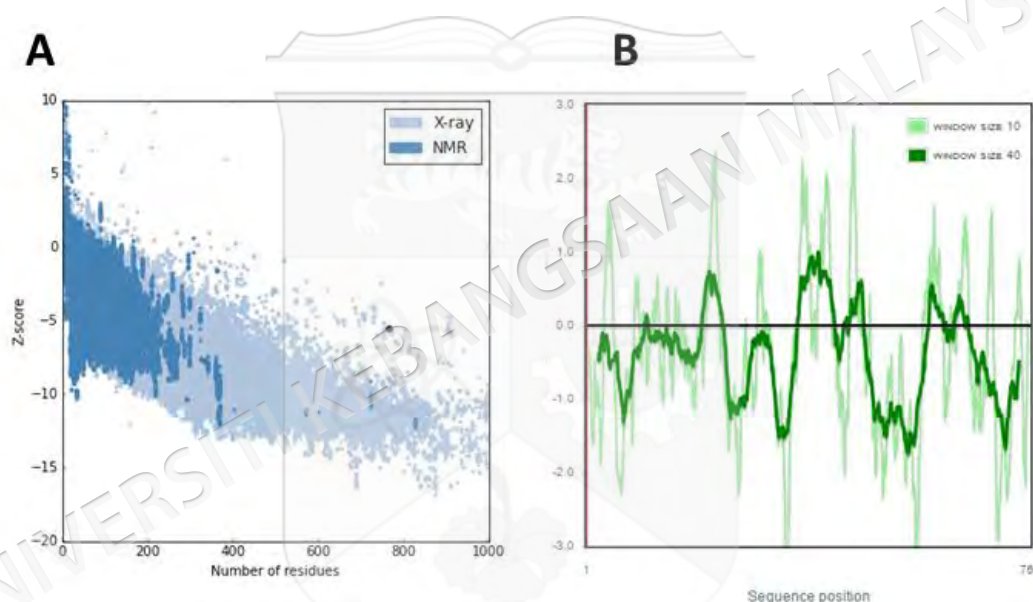 A
B
10
5
0
−5
−10
−15
−20
Z-score
X-ray
NMR
0 200 400 600 800 1000
Number of residues
3.0
2.0
1.0
0.0
-1.0
-2.0
-3.0
WINDOW SIZE 10
WINDOW SIZE 40
1
Sequence position
UNIVERSITI KEBANGSAAN MALAYS